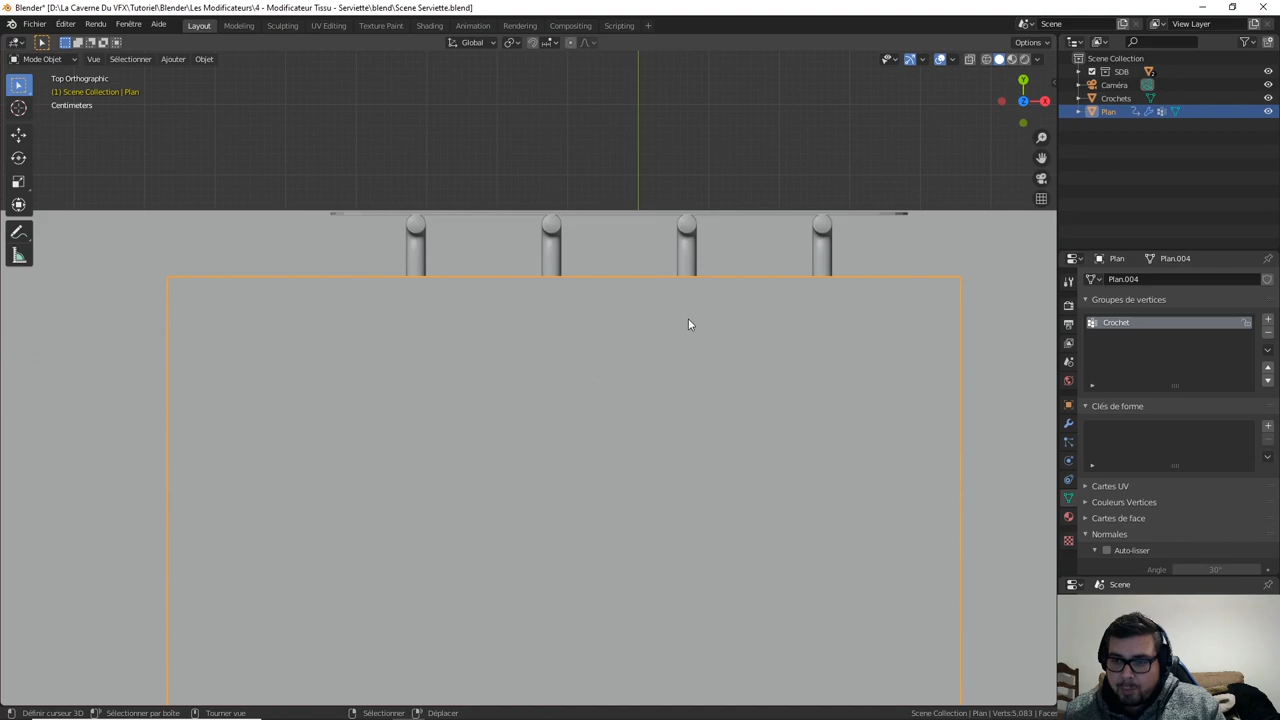 Blender* [D:\La Caverne Du VFX\Tutoriel\Blender\Les Modificateurs\4 - Modificateur Tissu - Serviette\blend\Scene Serviette.blend]
Fichier Éditer Rendu Fenêtre Aide Layout Modeling Sculpting UV Editing Texture Paint Shading Animation Rendering Compositing Scripting +
Scene View Layer
Global Options
Mode Objet Vue Sélectionner Ajouter Objet
Top Orthographic
(1) Scene Collection | Plan
Centimeters
Y
Z X
Scene Collection
SDB 2
Caméra
Crochets
Plan
Plan Plan.004
Plan.004
Groupes de vertices
Crochet
Clés de forme
Cartes UV
Couleurs Vertices
Cartes de face
Normales
Auto-lisser
Angle 30°
Scene
Définir curseur 3D Sélectionner par boîte Tourner vue Sélectionner Déplacer Scene Collection | Plan | Verts:5,083 | Faces